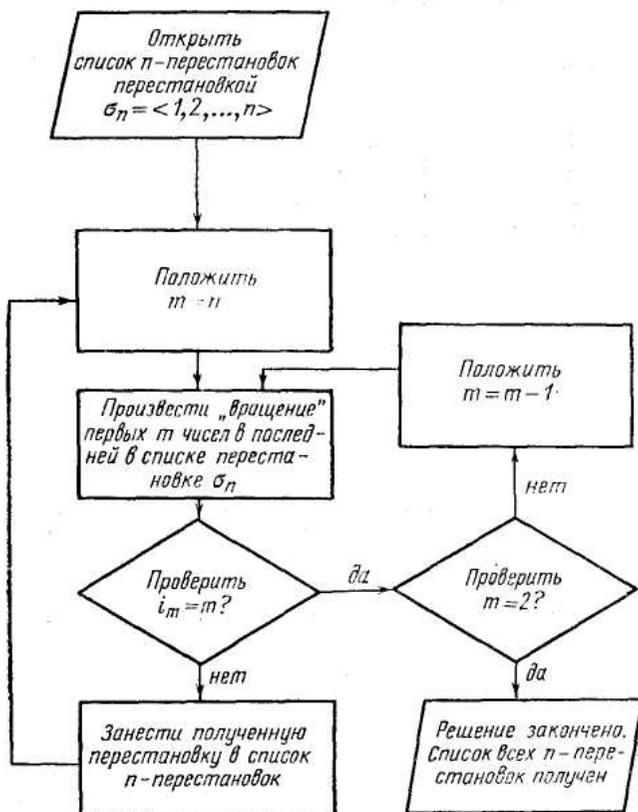 Открыть
список n-перестановок
перестановкой
σn = <1,2,...,n>
Положить
m = n
Положить
m = m - 1
Произвести „вращение"
первых m чисел в послед-
ней в списке переста-
новке σn
нет
Проверить
im = m?
да
Проверить
m = 2?
нет
да
Занести полученную
перестановку в список
n-перестановок
Решение закончено.
Список всех n-пере-
становок получен